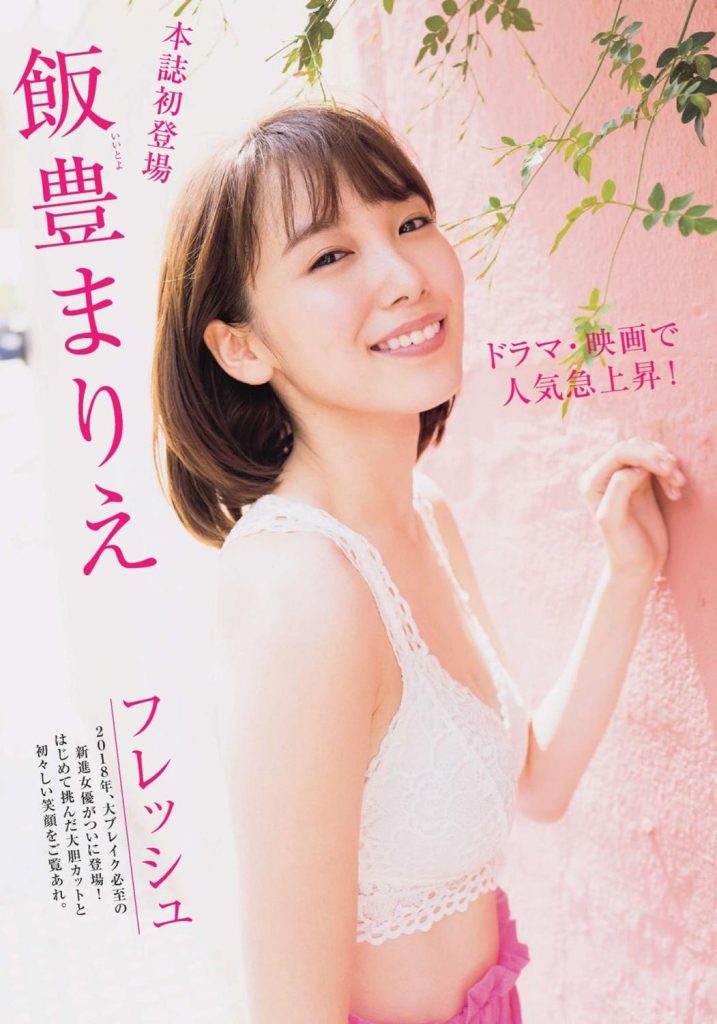 本誌初登場
飯豊まりえ
いいとよ
ドラマ・映画で
人気急上昇！
フレッシュ
2018年、大ブレイク必至の
新進女優がついに登場！
はじめて挑んだ大胆カットと
初々しい笑顔をご覧あれ。